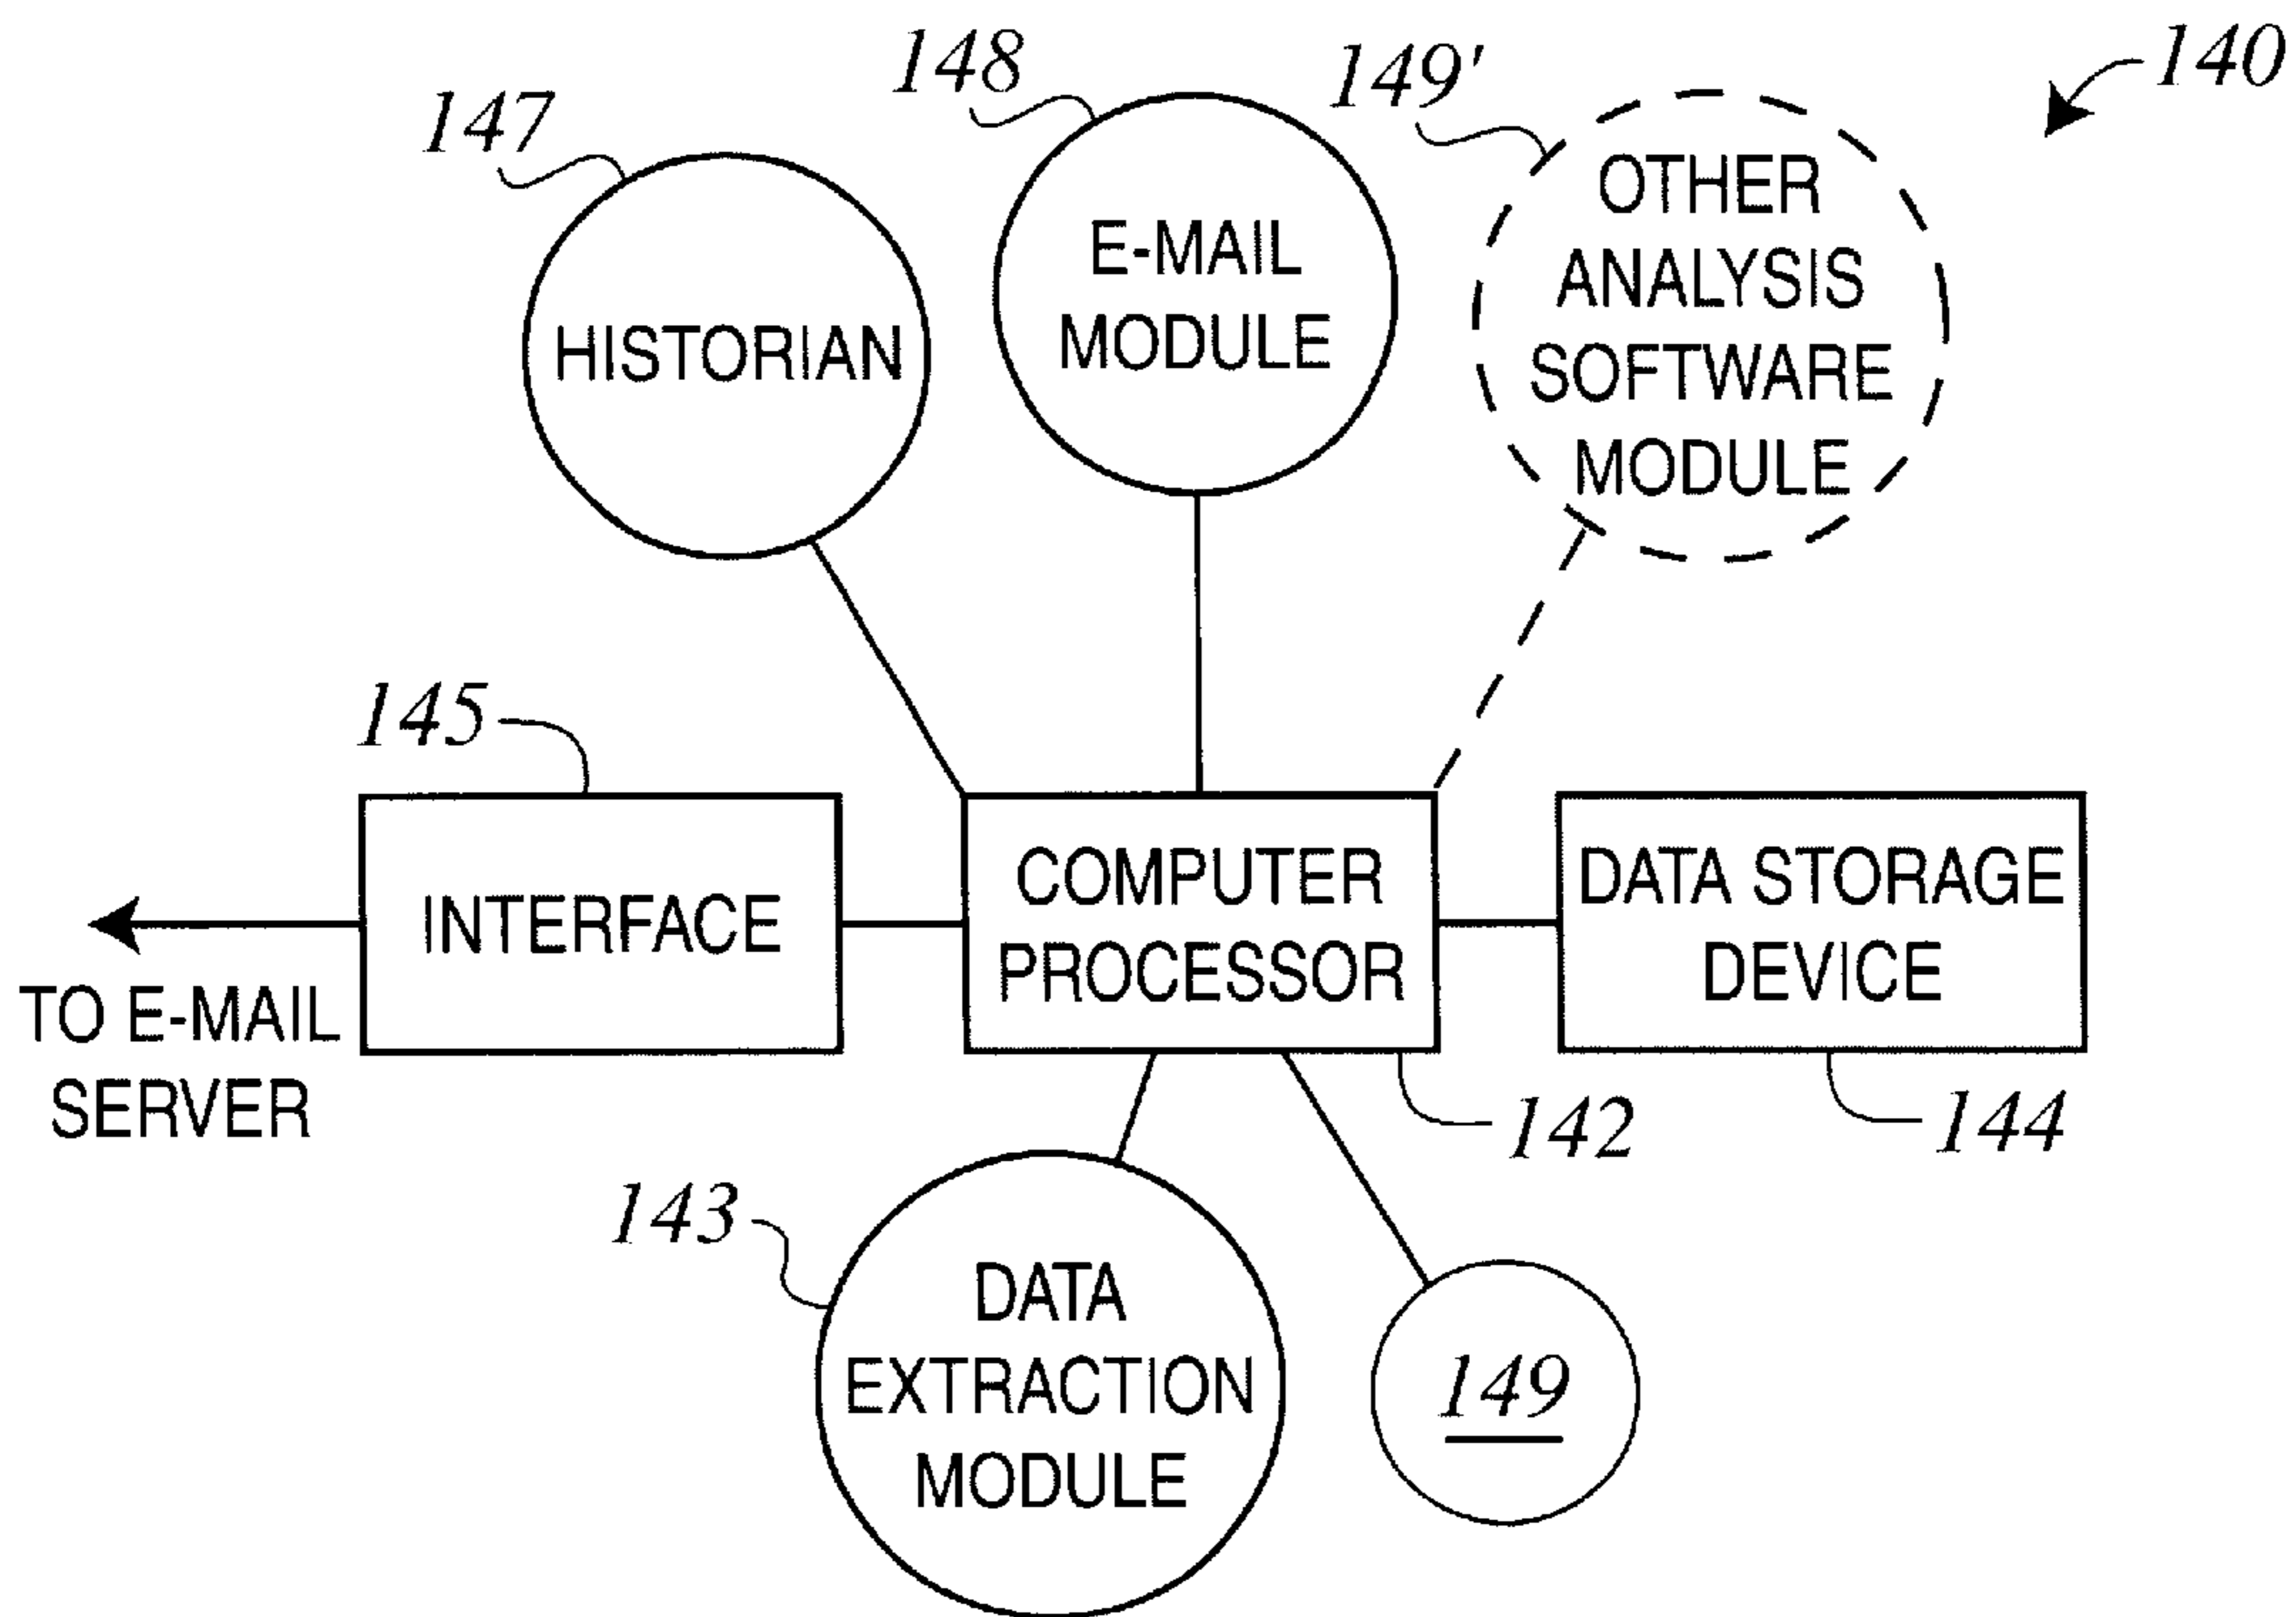 140
148
149'
147
OTHER
ANALYSIS
SOFTWARE
MODULE
E-MAIL
MODULE
HISTORIAN
145
INTERFACE
COMPUTER
PROCESSOR
DATA STORAGE
DEVICE
TO E-MAIL
SERVER
142
144
143
DATA
EXTRACTION
MODULE
149